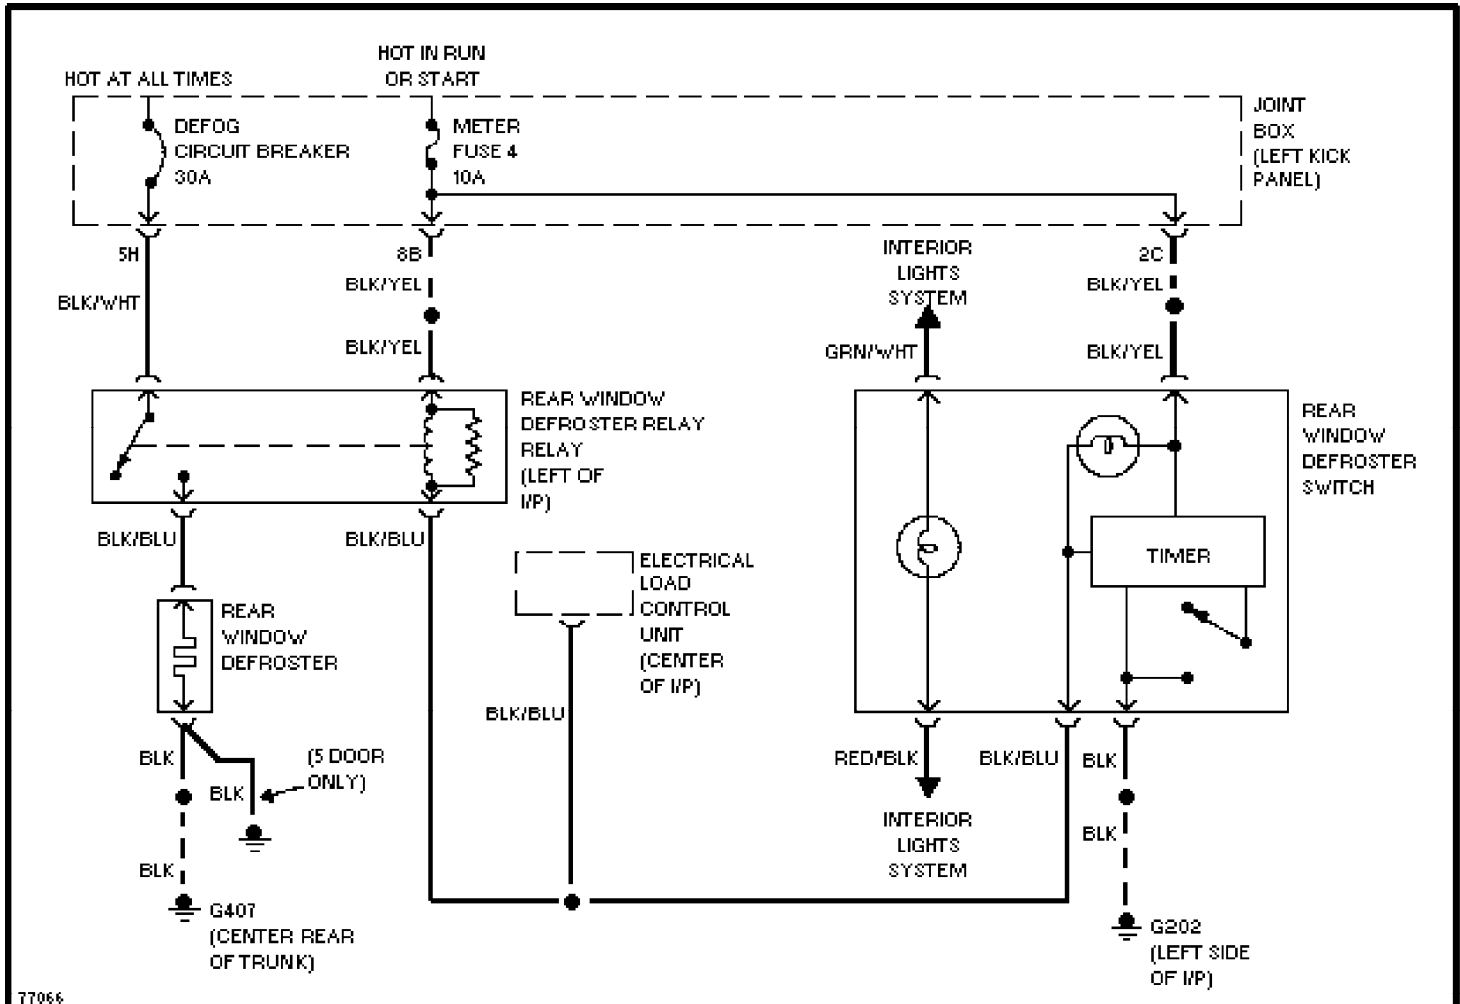 HOT AT ALL TIMES
HOT IN RUN
OR START
DEFOG
CIRCUIT BREAKER
30A
METER
FUSE 4
10A
JOINT
BOX
(LEFT KICK
PANEL)
5H
8B
2C
BLK/WHT
BLK/YEL
BLK/YEL
INTERIOR
LIGHTS
SYSTEM
GRN/WHT
BLK/YEL
BLK/YEL
REAR WINDOW
DEFROSTER RELAY
RELAY
(LEFT OF
I/P)
REAR
WINDOW
DEFROSTER
SWITCH
TIMER
BLK/BLU
BLK/BLU
ELECTRICAL
LOAD
CONTROL
UNIT
(CENTER
OF I/P)
REAR
WINDOW
DEFROSTER
BLK/BLU
BLK
(5 DOOR
ONLY)
BLK
BLK
RED/BLK
BLK/BLU
BLK
INTERIOR
LIGHTS
SYSTEM
BLK
G407
(CENTER REAR
OF TRUNK)
G202
(LEFT SIDE
OF I/P)
77066